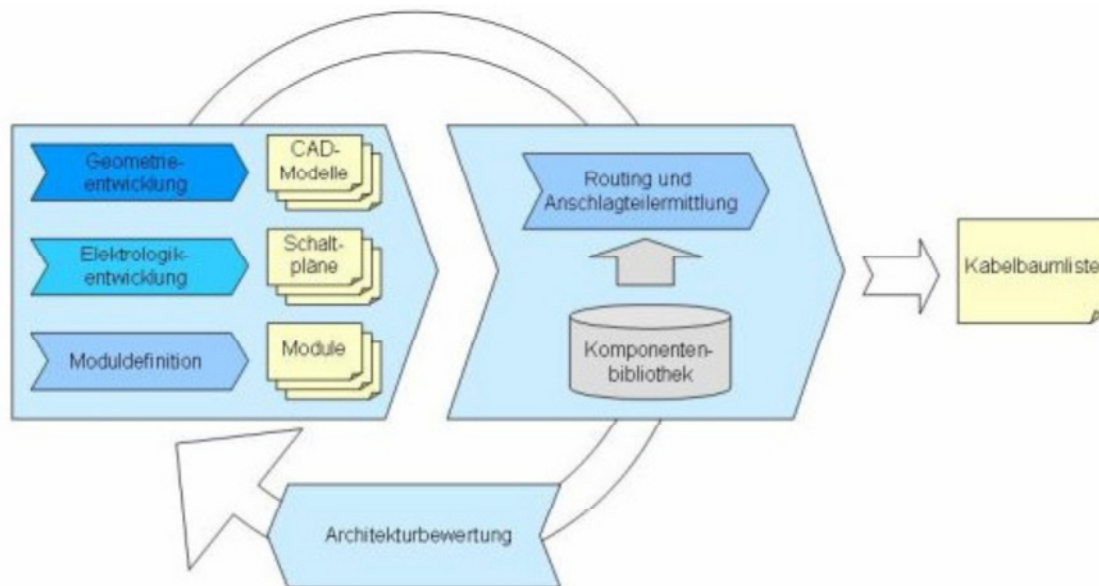 Geometrie-
entwicklung
CAD-
Modelle
Elektrologik-
entwicklung
Schalt-
pläne
Moduldefinition
Module
Routing und
Anschlagteilermittlung
Komponenten-
bibliothek
Kabelbaumliste
Architekturbewertung